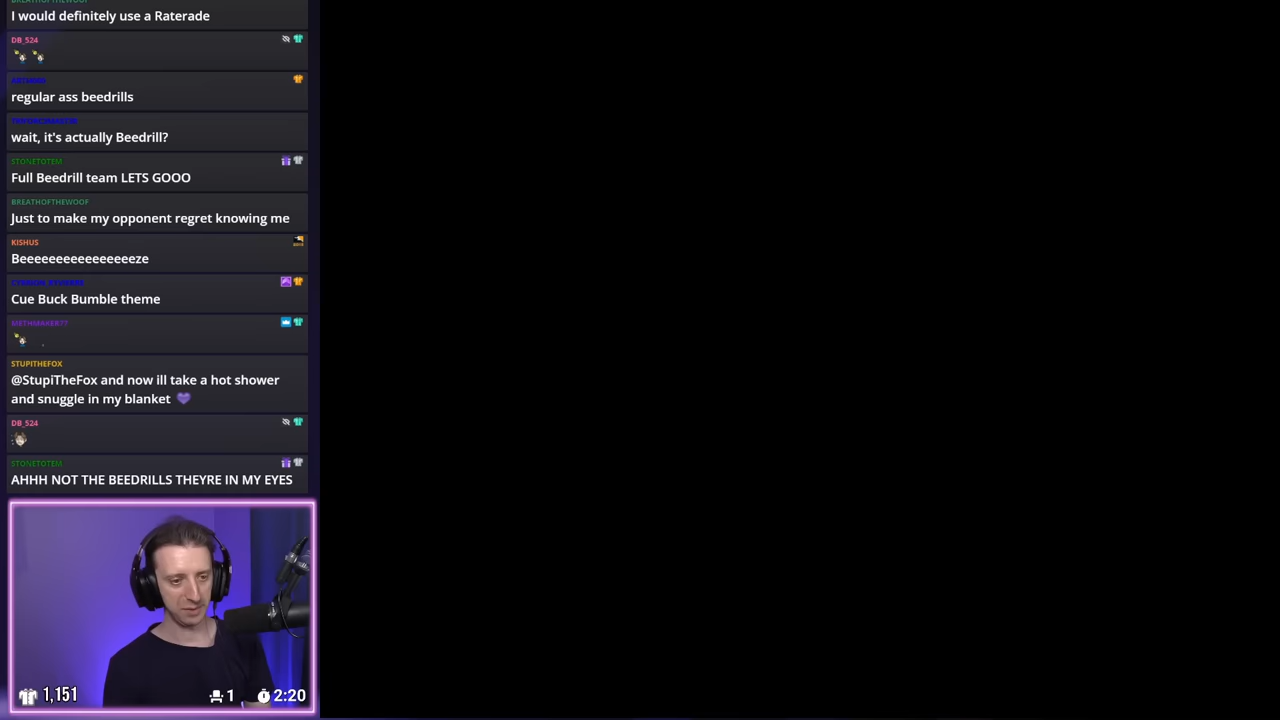 BREATHOFTHEWOOF
I would definitely use a Raterade
DB_524
regular ass beedrills
wait, it's actually Beedrill?
STONETOTEM
Full Beedrill team LETS GOOO
BREATHOFTHEWOOF
Just to make my opponent regret knowing me
KISHUS
Beeeeeeeeeeeeeeeze
Cue Buck Bumble theme
METHMAKER77
STUPITHEFOX
@StupiTheFox and now ill take a hot shower
and snuggle in my blanket
DB_524
STONETOTEM
AHHH NOT THE BEEDRILLS THEYRE IN MY EYES
1,151
1
2:20